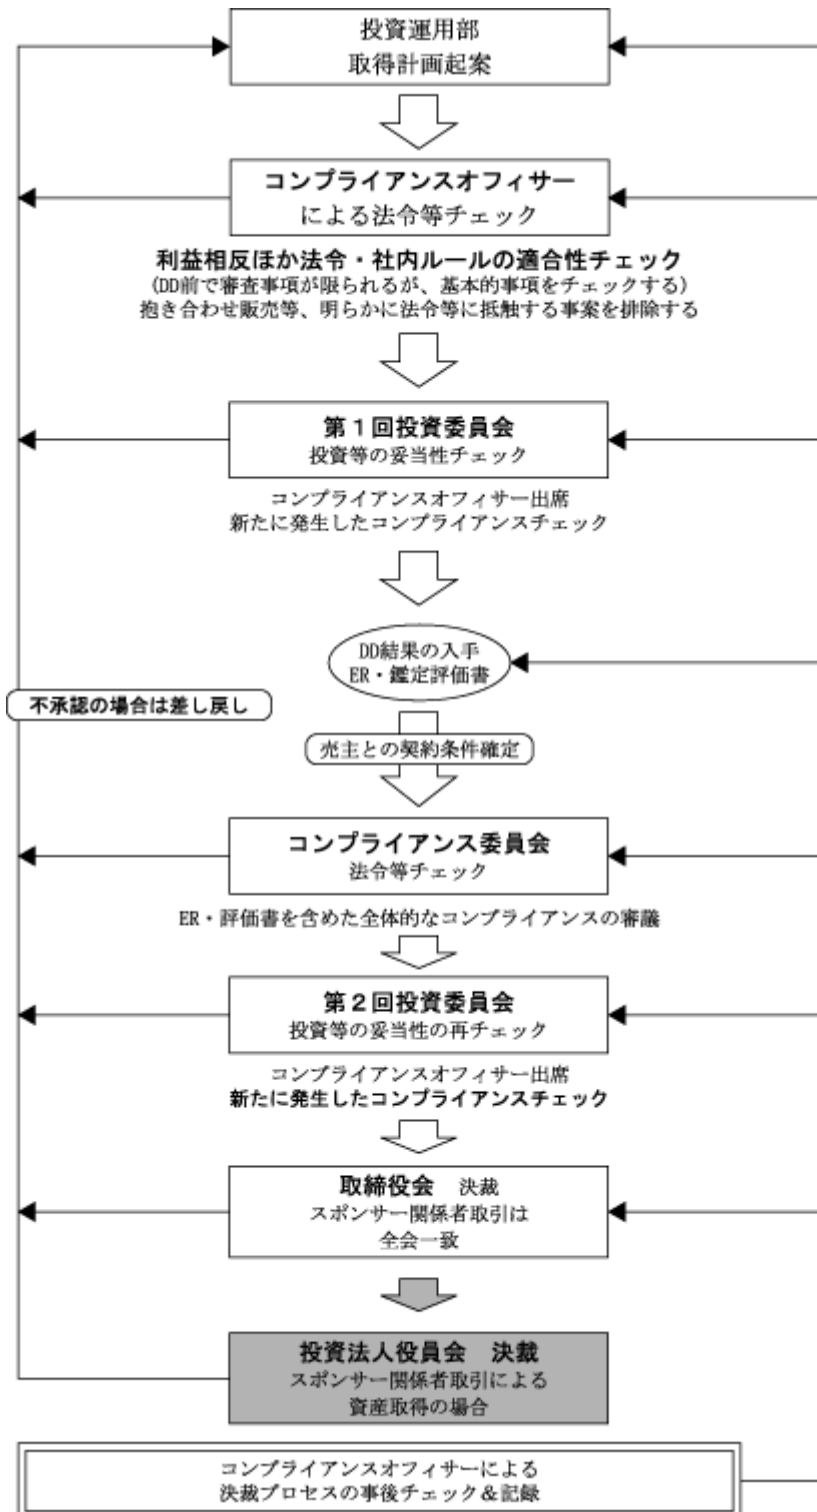 投資運用部
取得計画起案
コンプライアンスオフィサー
による法令等チェック
利益相反ほか法令・社内ルールの適合性チェック
(DD前で審査事項が限られるが、基本的事項をチェックする)
抱き合わせ販売等、明らかに法令等に抵触する事案を排除する
第1回投資委員会
投資等の妥当性チェック
コンプライアンスオフィサー出席
新たに発生したコンプライアンスチェック
DD結果の入手
ER・鑑定評価書
不承認の場合は差し戻し
売主との契約条件確定
コンプライアンス委員会
法令等チェック
ER・評価書を含めた全体的なコンプライアンスの審議
第2回投資委員会
投資等の妥当性の再チェック
コンプライアンスオフィサー出席
新たに発生したコンプライアンスチェック
取締役会 決裁
スポンサー関係者取引は
全会一致
投資法人役員会 決裁
スポンサー関係者取引による
資産取得の場合
コンプライアンスオフィサーによる
決裁プロセスの事後チェック&記録